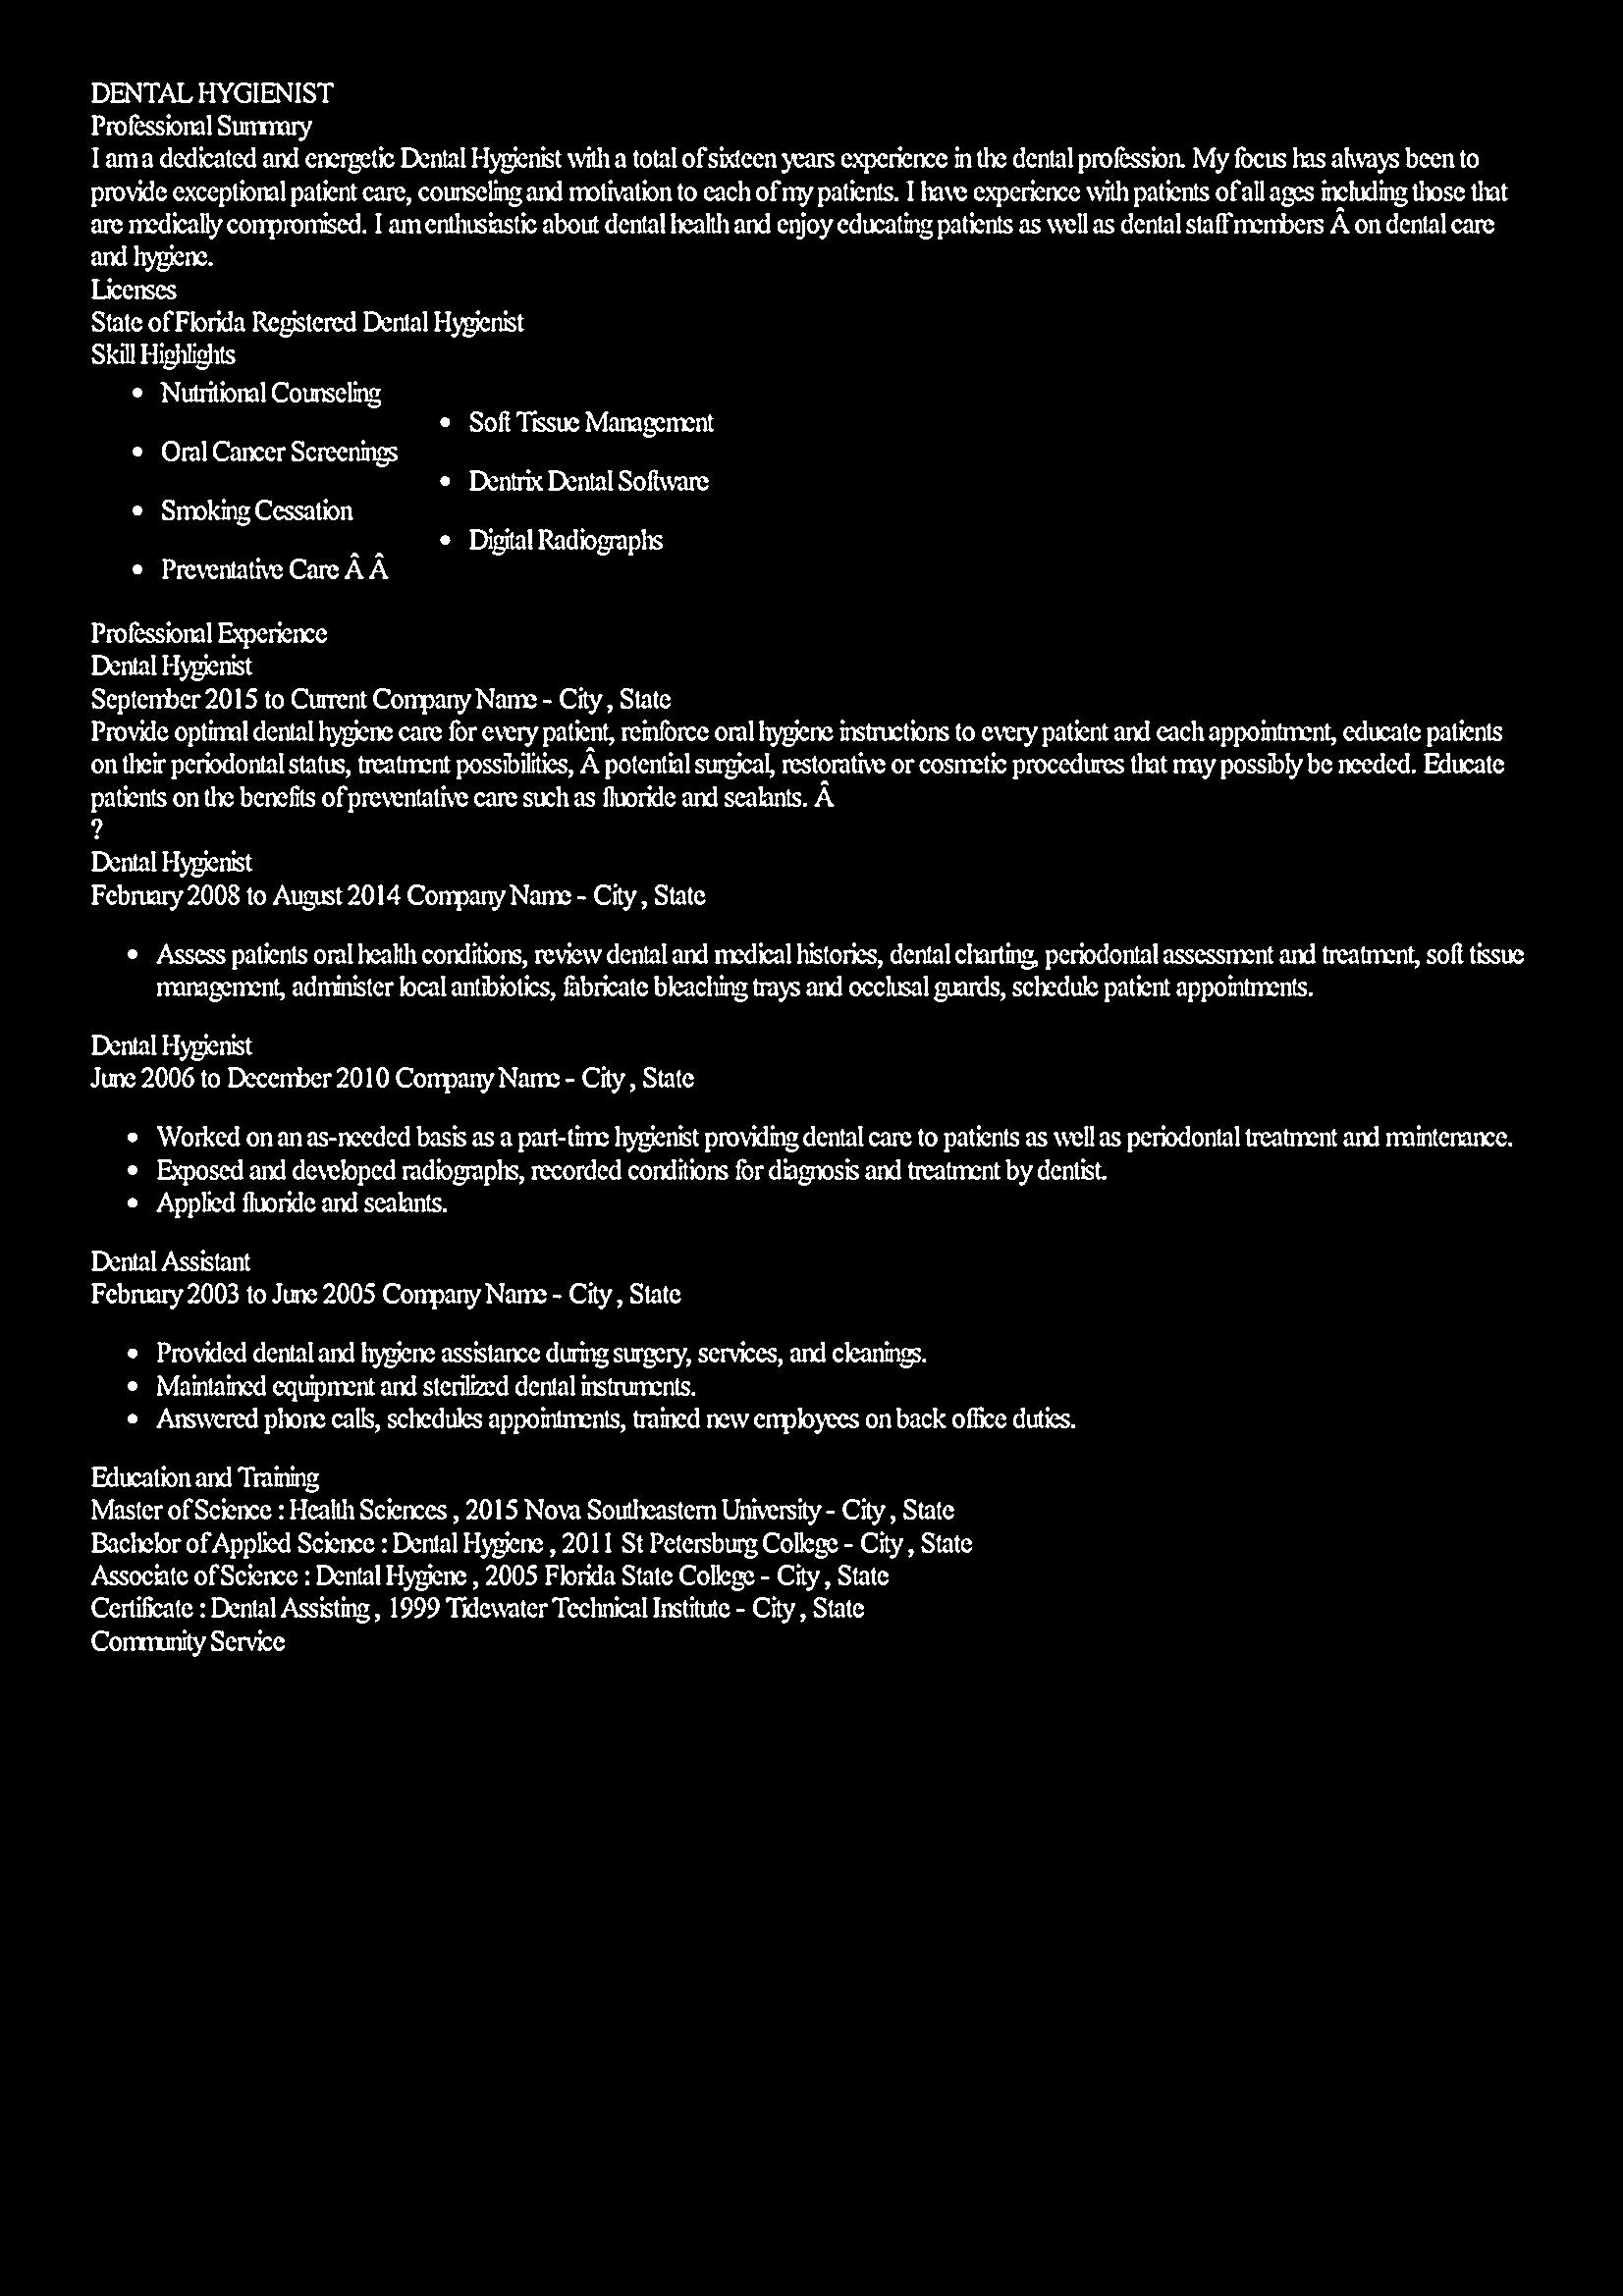 DENTAL HYGIENIST
Professional Summary
I am a dedicated and energetic Dental Hygienist with a total of sixteen years experience in the dental profession. My focus has always been to
provide exceptional patient care, counseling and motivation to each of my patients. I have experience with patients of all ages including those that
are medically compromised. I am enthusiastic about dental health and enjoy educating patients as well as dental staff members Â on dental care
and hygiene.
Licenses
State of Florida Registered Dental Hygienist
Skill Highlights
• Nutritional Counseling
• Soft Tissue Management
• Oral Cancer Screenings
• Dentrix Dental Software
• Smoking Cessation
• Digital Radiographs
• Preventative Care Â Â
Professional Experience
Dental Hygienist
September 2015 to Current Company Name - City , State
Provide optimal dental hygiene care for every patient, reinforce oral hygiene instructions to every patient and each appointment, educate patients
on their periodontal status, treatment possibilities, Â potential surgical, restorative or cosmetic procedures that may possibly be needed. Educate
patients on the benefits of preventative care such as fluoride and sealants. Â
?
Dental Hygienist
February 2008 to August 2014 Company Name - City , State
• Assess patients oral health conditions, review dental and medical histories, dental charting, periodontal assessment and treatment, soft tissue
management, administer local antibiotics, fabricate bleaching trays and occlusal guards, schedule patient appointments.
Dental Hygienist
June 2006 to December 2010 Company Name - City , State
• Worked on an as-needed basis as a part-time hygienist providing dental care to patients as well as periodontal treatment and maintenance.
• Exposed and developed radiographs, recorded conditions for diagnosis and treatment by dentist.
• Applied fluoride and sealants.
Dental Assistant
February 2003 to June 2005 Company Name - City , State
• Provided dental and hygiene assistance during surgery, services, and cleanings.
• Maintained equipment and sterilized dental instruments.
• Answered phone calls, schedules appointments, trained new employees on back office duties.
Education and Training
Master of Science : Health Sciences , 2015 Nova Southeastern University - City , State
Bachelor of Applied Science : Dental Hygiene , 2011 St Petersburg College - City , State
Associate of Science : Dental Hygiene , 2005 Florida State College - City , State
Certificate : Dental Assisting , 1999 Tidewater Technical Institute - City , State
Community Service